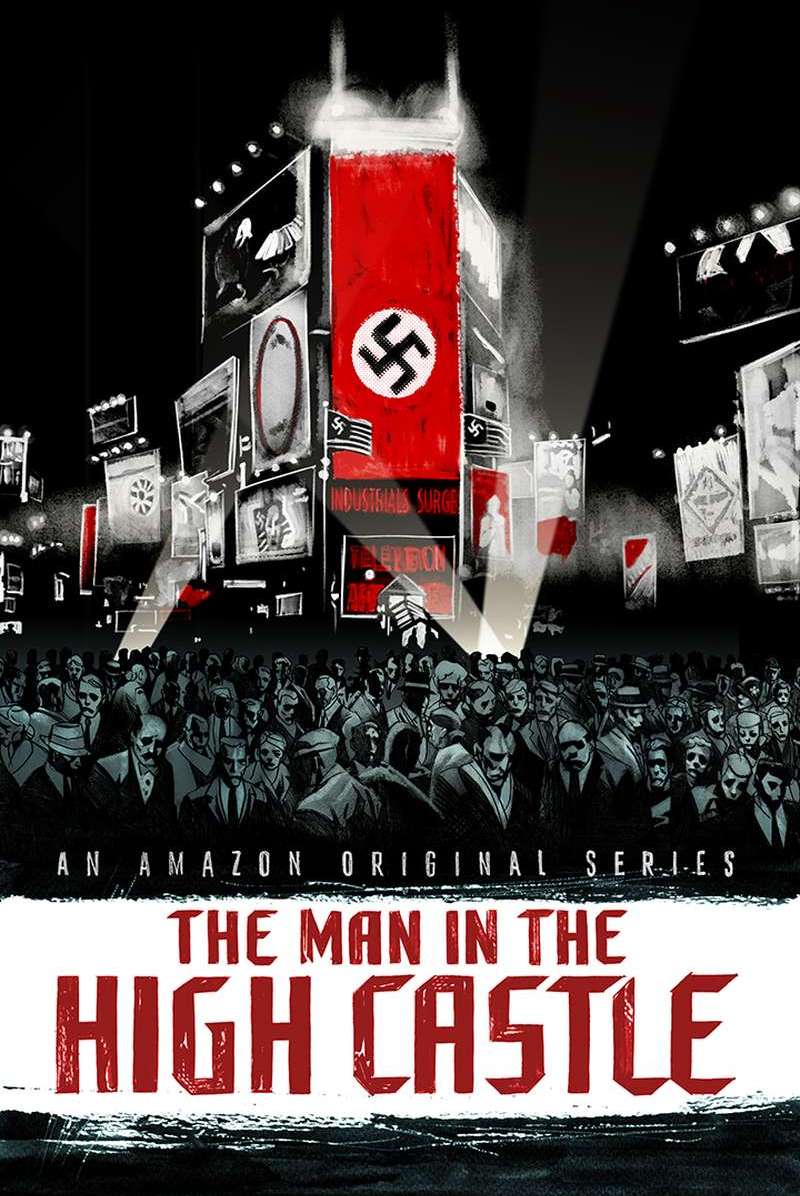 INDUSTRIALS SURGE
AN AMAZON ORIGINAL SERIES
THE MAN IN THE
HIGH CASTLE